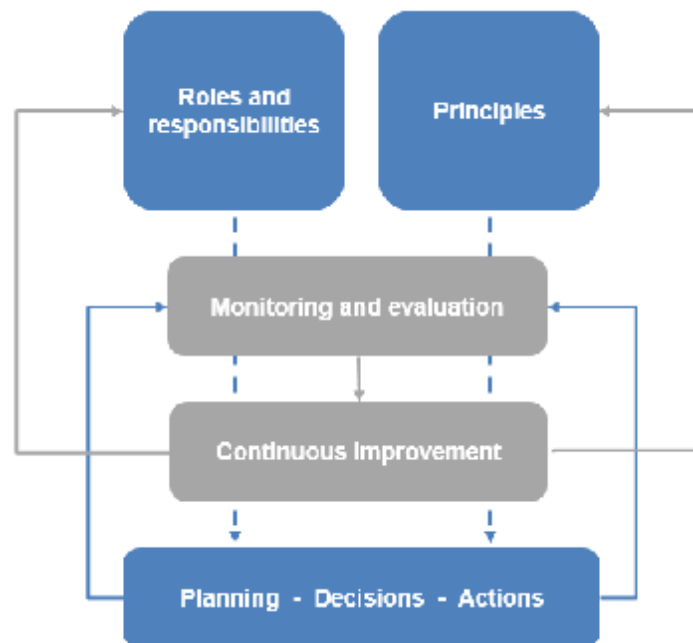 Roles and
responsibilities
Principles
Monitoring and evaluation
Continuous Improvement
Planning - Decisions - Actions